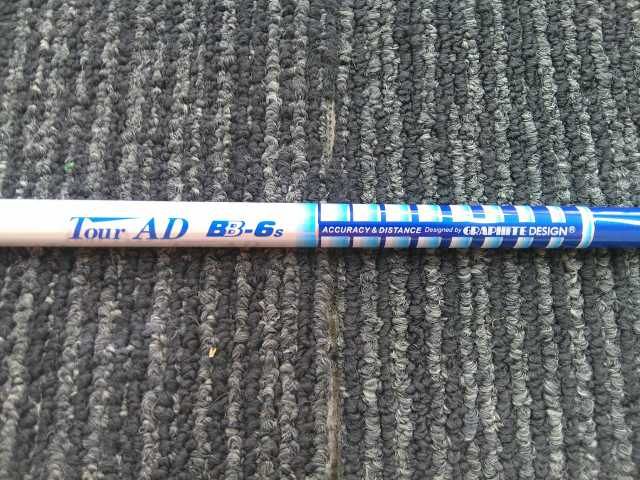 Tour AD BB-6s ACCURACY & DISTANCE Designed by GRAPHITE DESIGN®